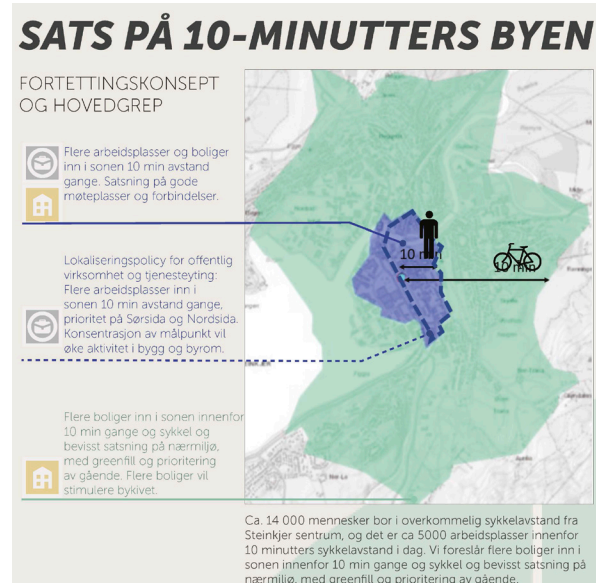 SATS PÅ 10-MINUTTERS BYEN
FORTETTINGSKONSEPT
OG HOVEDGREP
Flere arbeidsplasser og boliger
inn i sonen 10 min avstand
gange. Satsning på gode
møteplasser og forbindelser.
Lokaliseringspolicy for offentlig
virksomhet og tjenesteyting:
Flere arbeidsplasser inn i
sonen 10 min avstand gange,
prioritet på Sørsida og Nordsida.
Konsentrasjon av målpunkt vil
øke aktivitet i bygg og byrom.
Flere boliger inn i sonen innenfor
10 min gange og sykkel og
bevisst satsning på nærmiljø,
med greenfill og prioritering
av gående. Flere boliger vil
stimulere bykivet.
10 min
10 min
Ca. 14 000 mennesker bor i overkommelig sykkelavstand fra
Steinkjer sentrum, og det er ca 5000 arbeidsplasser innenfor
10 minutters sykkelavstand i dag. Vi foreslår flere boliger inn i
sonen innenfor 10 min gange og sykkel og bevisst satsning på
nærmiljø, med greenfill og prioritering av gående.